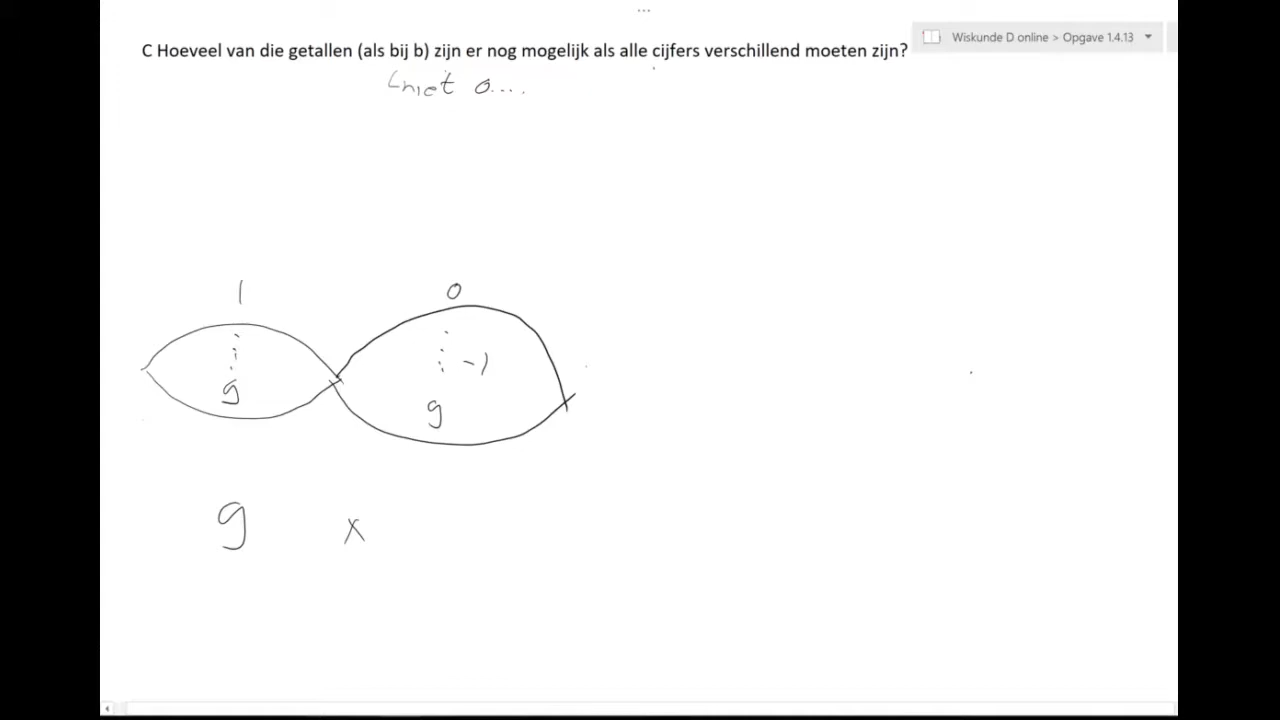 ...
C Hoeveel van die getallen (als bij b) zijn er nog mogelijk als alle cijfers verschillend moeten zijn?
Wiskunde D online > Opgave 1.4.13
niet 0....
1 0
-1
9 9
9 x